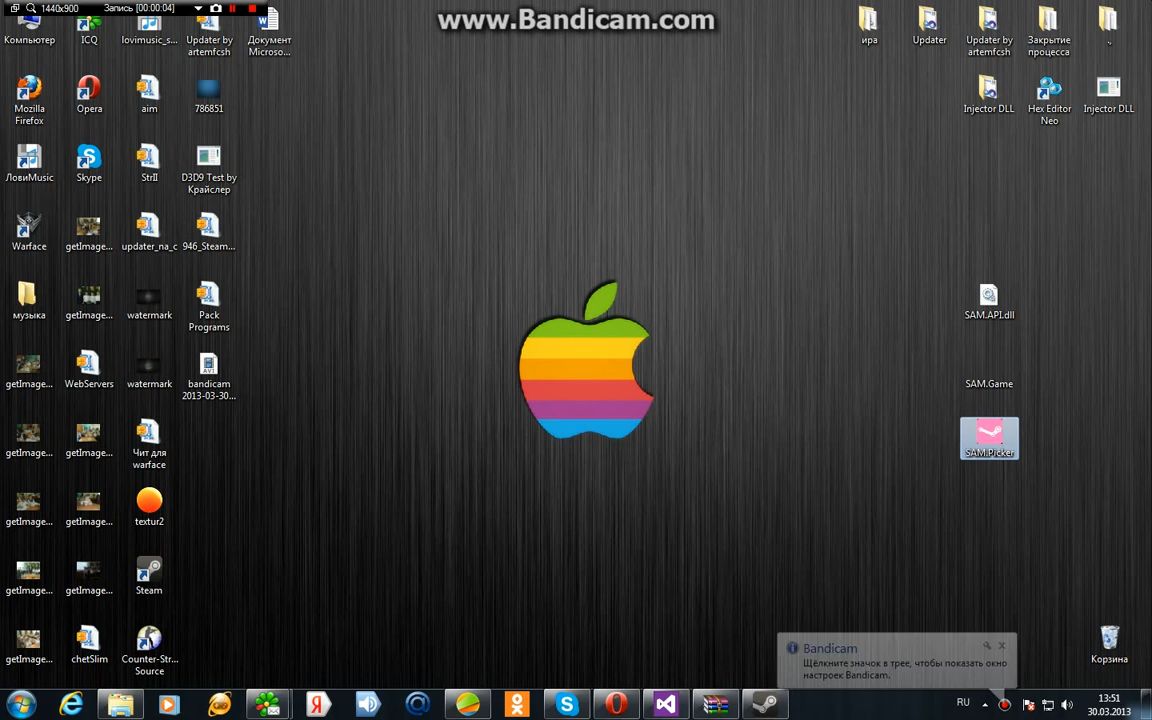 1440x900 Запись [00:00:04]
www.Bandicam.com
Компьютер
ICQ
lovimusic_s...
Updater by
artemfcsh
Документ
Microso...
ира
Updater
Updater by
artemfcsh
Закрытие
процесса
Mozilla
Firefox
Opera
aim
786851
Injector DLL
Hex Editor
Neo
Injector DLL
ЛовиMusic
Skype
StrII
D3D9 Test by
Крайслер
Warface
getImage...
updater_na_c
946_Steam...
музыка
getImage...
watermark
Pack
Programs
SAM.API.dll
getImage...
WebServers
watermark
bandicam
2013-03-30...
SAM.Game
getImage...
getImage...
Чит для
warface
SAM.Picker
getImage...
getImage...
textur2
getImage...
getImage...
Steam
getImage...
chetSlim
Counter-Str...
Source
Bandicam
Щёлкните значок в трее, чтобы показать окно
настроек Bandicam.
Корзина
RU
13:51
30.03.2013